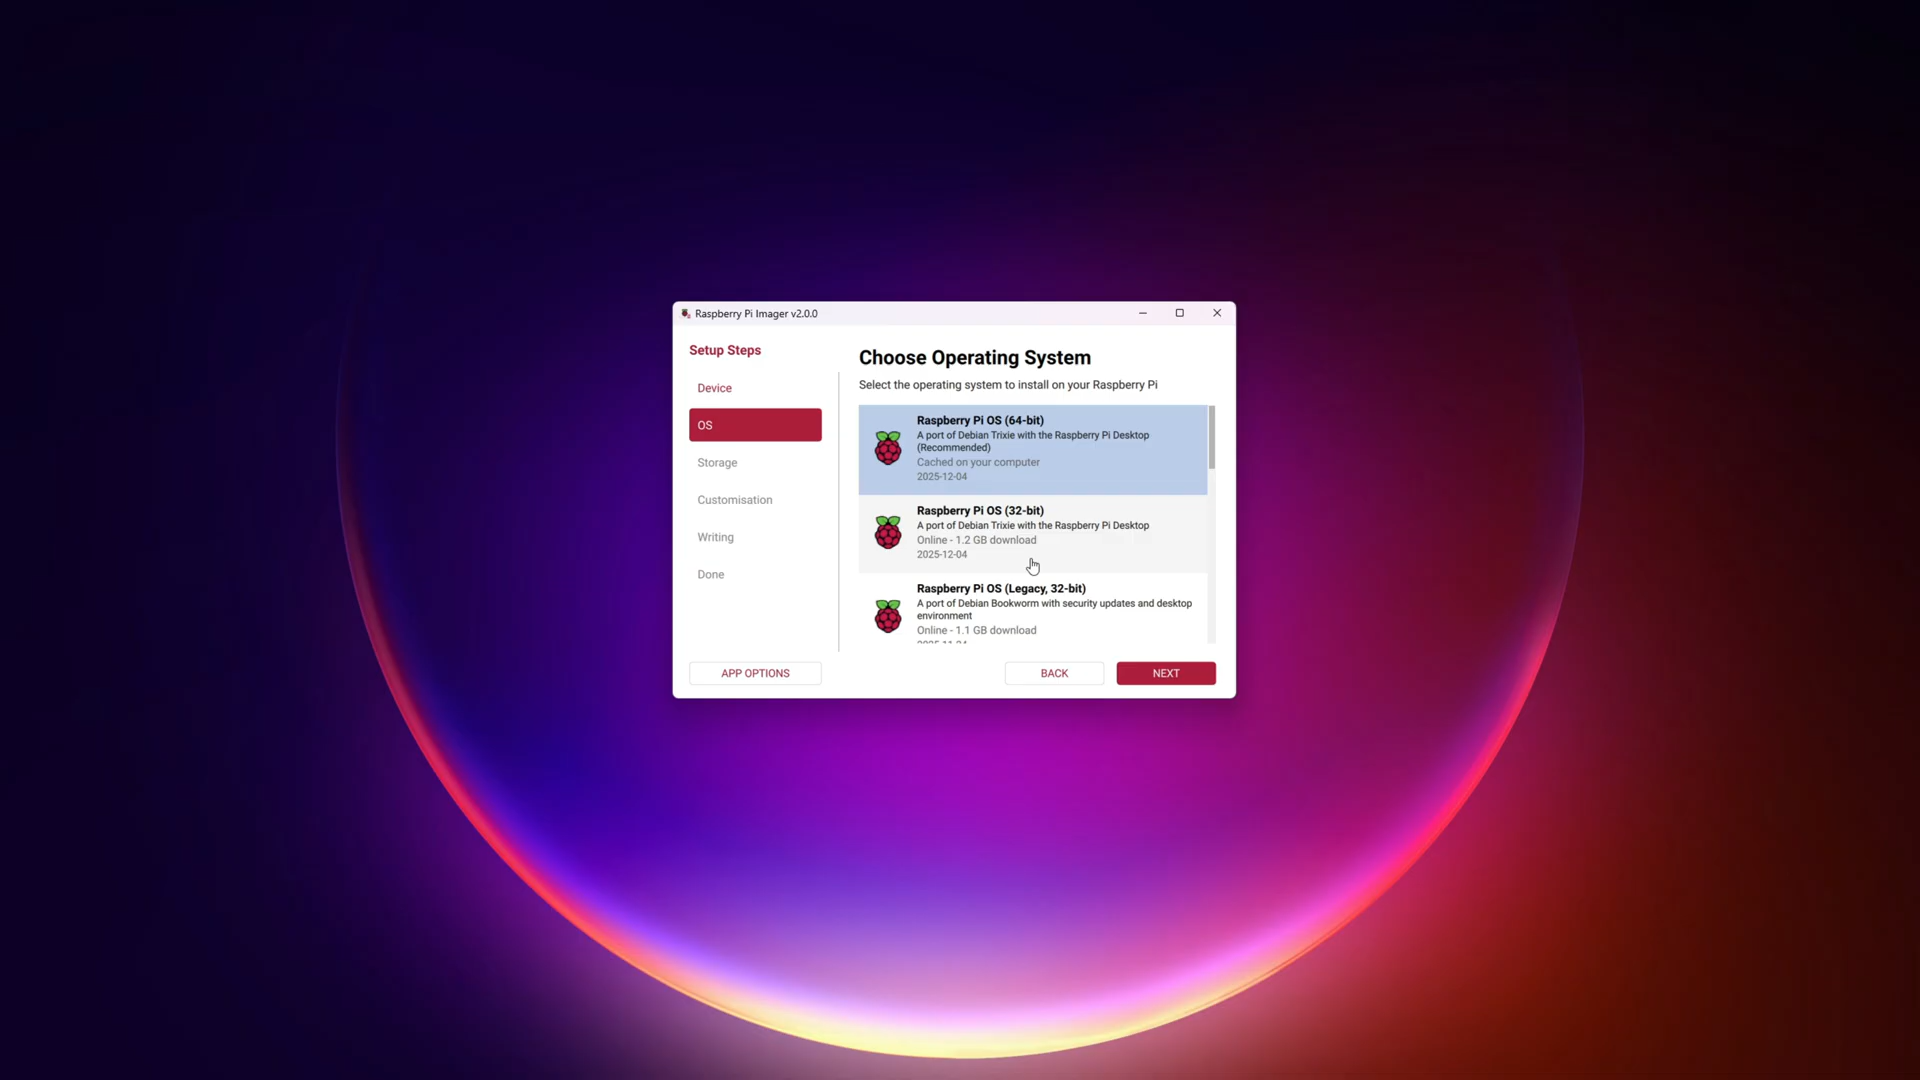 Raspberry Pi Imager v2.0.0
Setup Steps
Device
OS
Storage
Customisation
Writing
Done
APP OPTIONS
Choose Operating System
Select the operating system to install on your Raspberry Pi
Raspberry Pi OS (64-bit)
A port of Debian Trixie with the Raspberry Pi Desktop
(Recommended)
Cached on your computer
2025-12-04
Raspberry Pi OS (32-bit)
A port of Debian Trixie with the Raspberry Pi Desktop
Online - 1.2 GB download
2025-12-04
Raspberry Pi OS (Legacy, 32-bit)
A port of Debian Bookworm with security updates and desktop
environment
Online - 1.1 GB download
BACK
NEXT